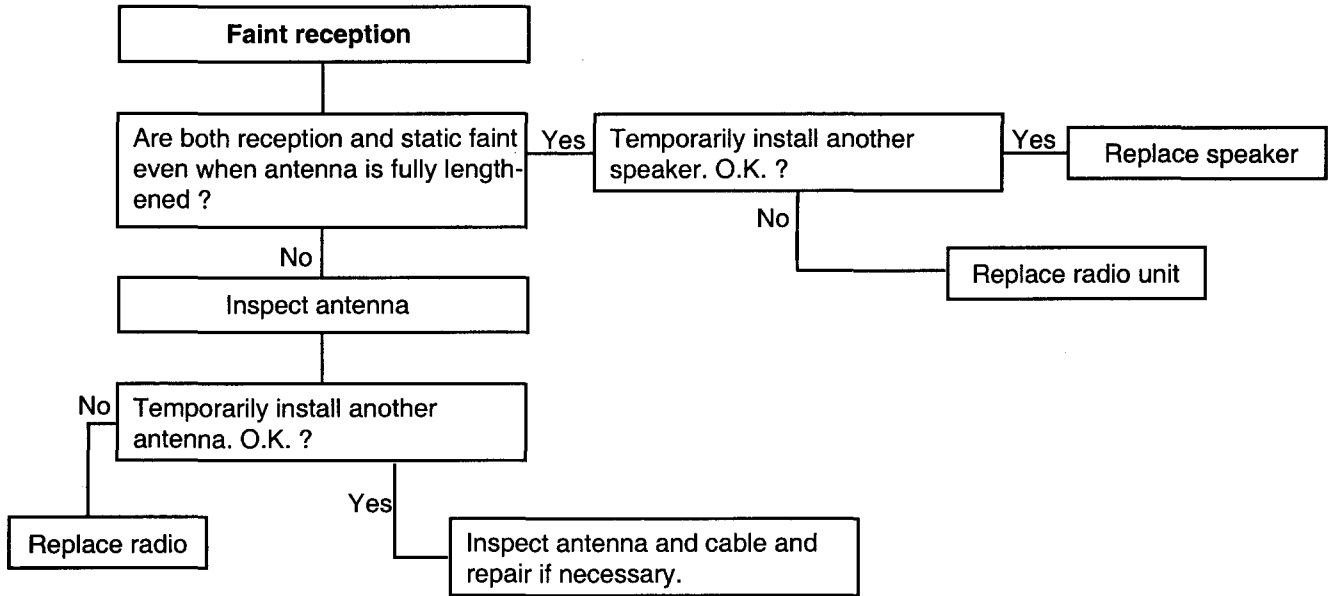 Faint reception
Are both reception and static faint
even when antenna is fully length-
ened ?
Yes
Temporarily install another
speaker. O.K. ?
Yes
Replace speaker
No
Replace radio unit
No
Inspect antenna
No
Temporarily install another
antenna. O.K. ?
Yes
Replace radio
Inspect antenna and cable and
repair if necessary.